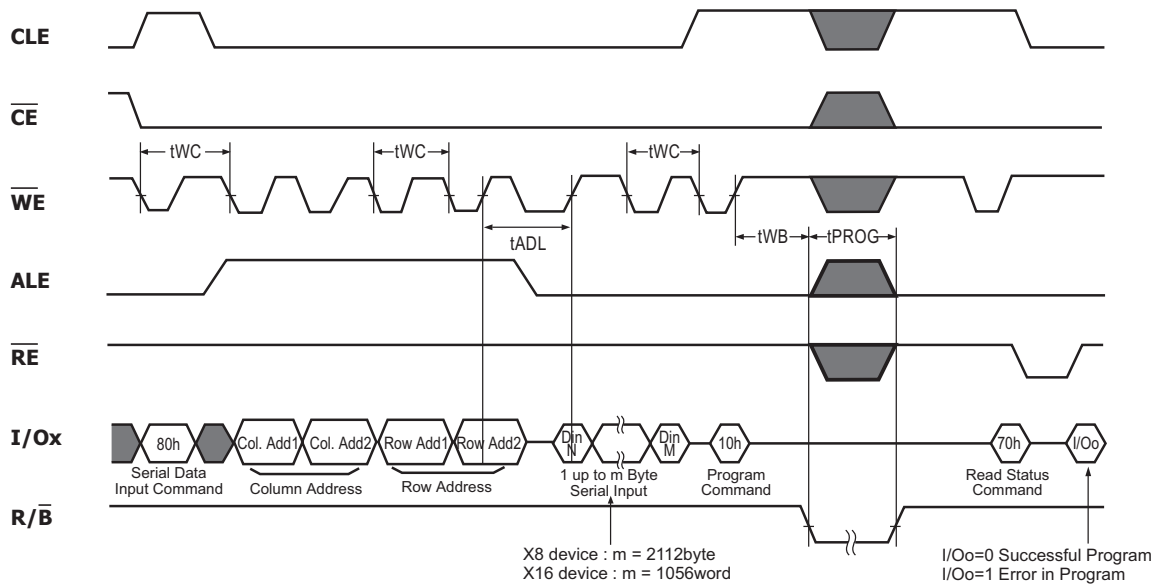 CLE
CE
tWC
tWC
tWC
WE
tADL
tWB
tPROG
ALE
RE
I/Ox
80h
Col. Add1
Col. Add2
Row Add1
Row Add2
Din
N
Din
M
10h
70h
I/Oo
Serial Data
Input Command
Column Address
Row Address
1 up to m Byte
Serial Input
Program
Command
Read Status
Command
R/B
X8 device : m = 2112byte
X16 device : m = 1056word
I/Oo=0 Successful Program
I/Oo=1 Error in Program